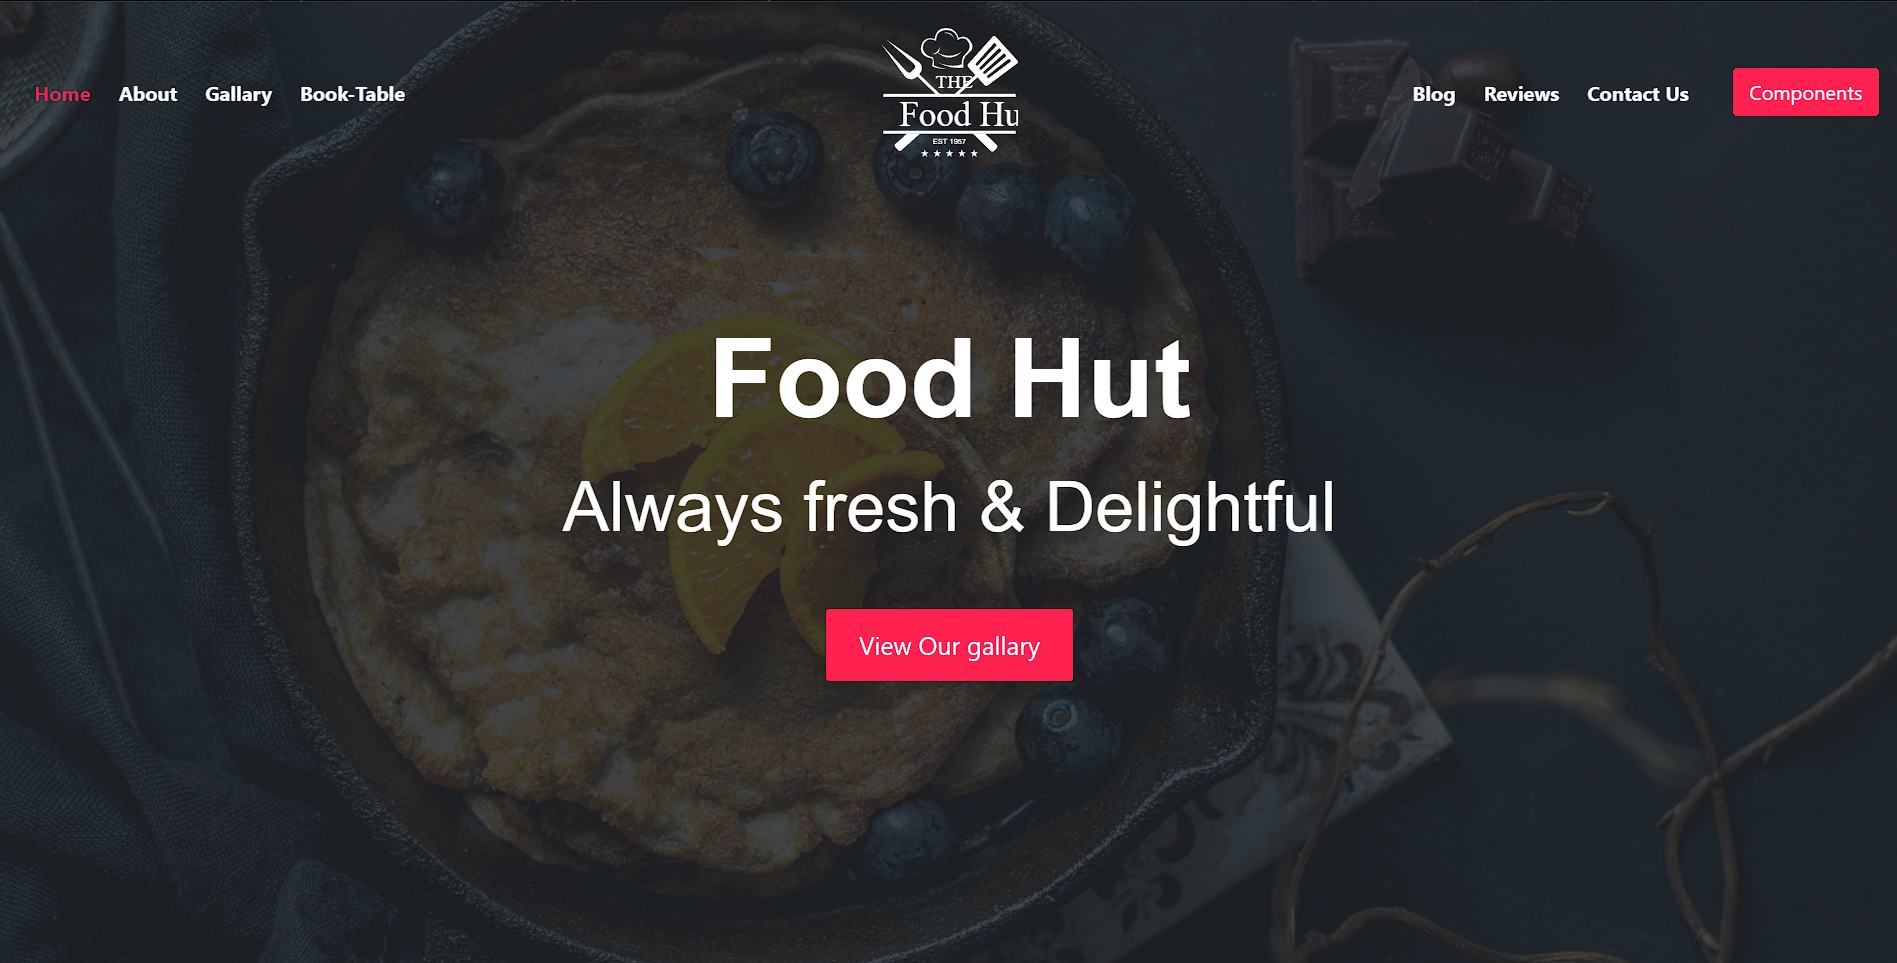 Home About Gallary Book-Table
THE
Food Hu
EST 1957
Blog Reviews Contact Us Components
Food Hut
Always fresh & Delightful
View Our gallary